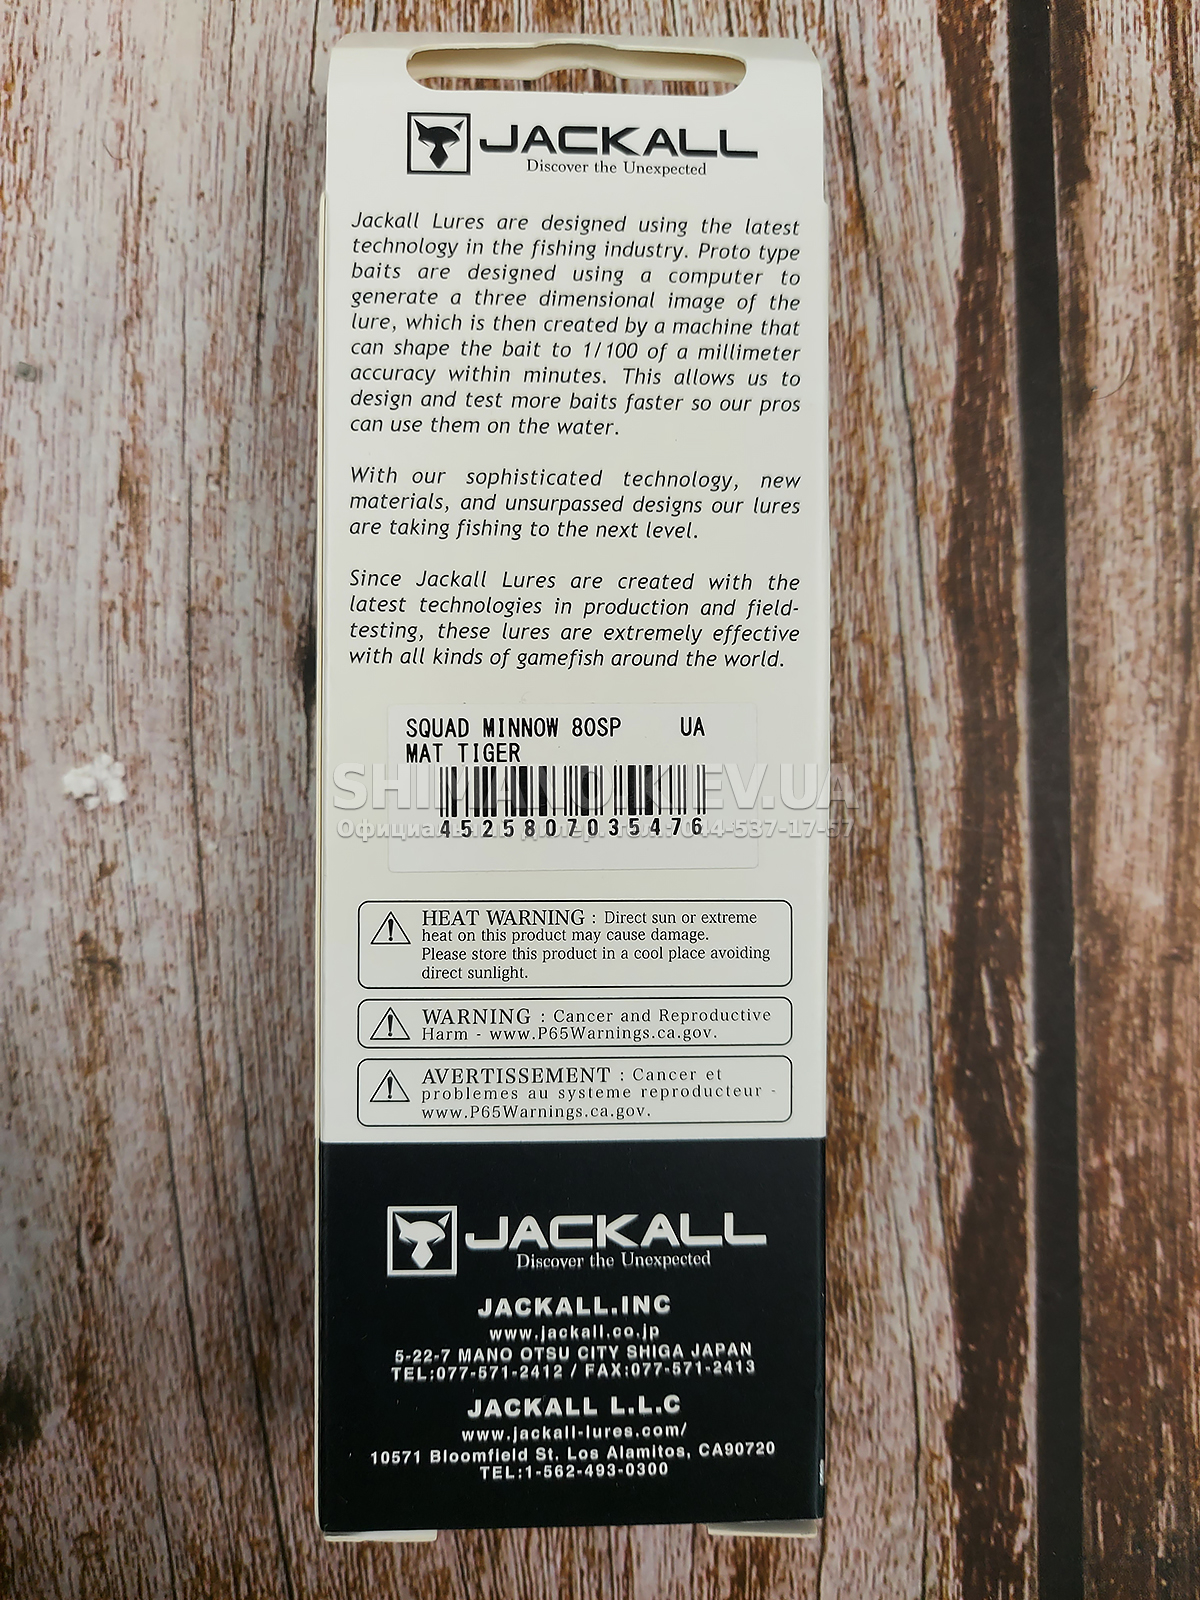 JACKALL
Discover the Unexpected
Jackall Lures are designed using the latest
technology in the fishing industry. Proto type
baits are designed using a computer to
generate a three dimensional image of the
lure, which is then created by a machine that
can shape the bait to 1/100 of a millimeter
accuracy within minutes. This allows us to
design and test more baits faster so our pros
can use them on the water.
With our sophisticated technology, new
materials, and unsurpassed designs our lures
are taking fishing to the next level.
Since Jackall Lures are created with the
latest technologies in production and field-
testing, these lures are extremely effective
with all kinds of gamefish around the world.
SQUAD MINNOW 80SP UA
MAT TIGER
SHIMANO.KIEV.UA
4525807035476
Официальный дилер. тел.: 044-537-17-57
HEAT WARNING : Direct sun or extreme
heat on this product may cause damage.
Please store this product in a cool place avoiding
direct sunlight.
WARNING : Cancer and Reproductive
Harm - www.P65Warnings.ca.gov.
AVERTISSEMENT : Cancer et
problemes au systeme reproducteur -
www.P65Warnings.ca.gov.
JACKALL
Discover the Unexpected
JACKALL.INC
www.jackall.co.jp
5-22-7 MANO OTSU CITY SHIGA JAPAN
TEL:077-571-2412 / FAX:077-571-2413
JACKALL L.L.C
www.jackall-lures.com/
10571 Bloomfield St. Los Alamitos, CA90720
TEL:1-562-493-0300